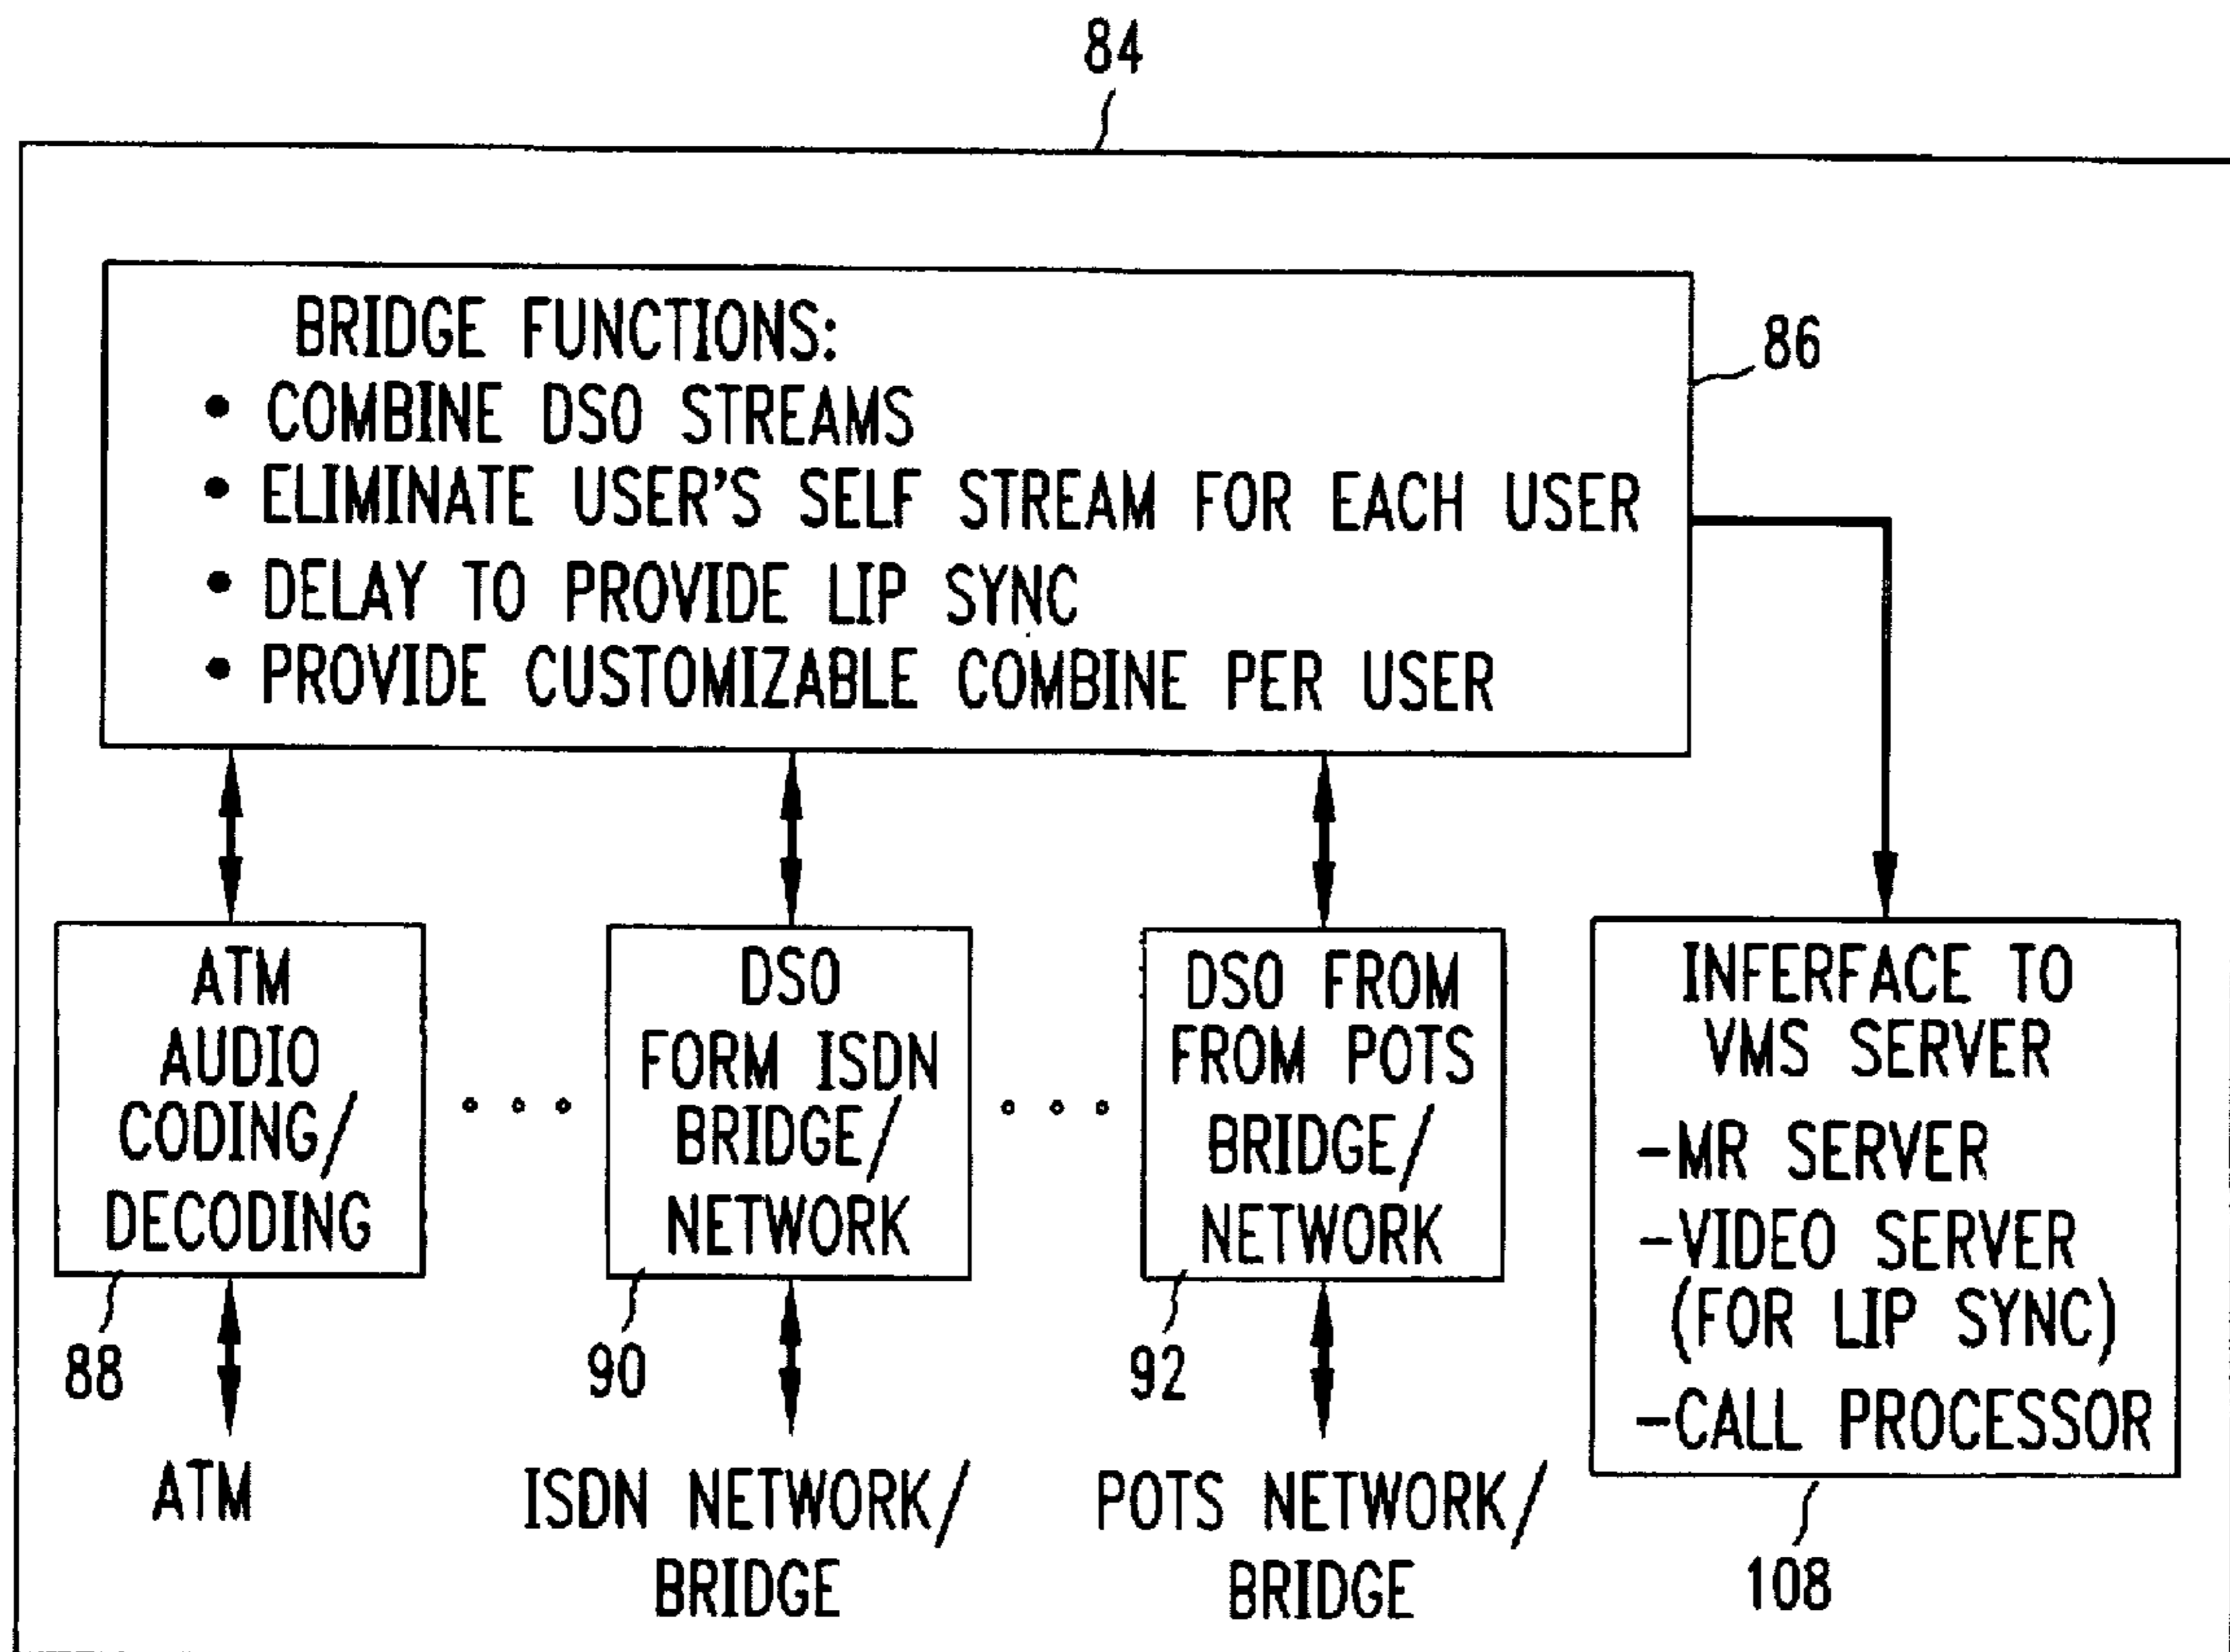 84
BRIDGE FUNCTIONS:
• COMBINE DSO STREAMS
• ELIMINATE USER'S SELF STREAM FOR EACH USER
• DELAY TO PROVIDE LIP SYNC
• PROVIDE CUSTOMIZABLE COMBINE PER USER
86
ATM
AUDIO
CODING/
DECODING
88
ATM
DSO
FORM ISDN
BRIDGE/
NETWORK
90
ISDN NETWORK/
BRIDGE
DSO FROM
FROM POTS
BRIDGE/
NETWORK
92
POTS NETWORK/
BRIDGE
INFERFACE TO
VMS SERVER
-MR SERVER
-VIDEO SERVER
(FOR LIP SYNC)
-CALL PROCESSOR
108